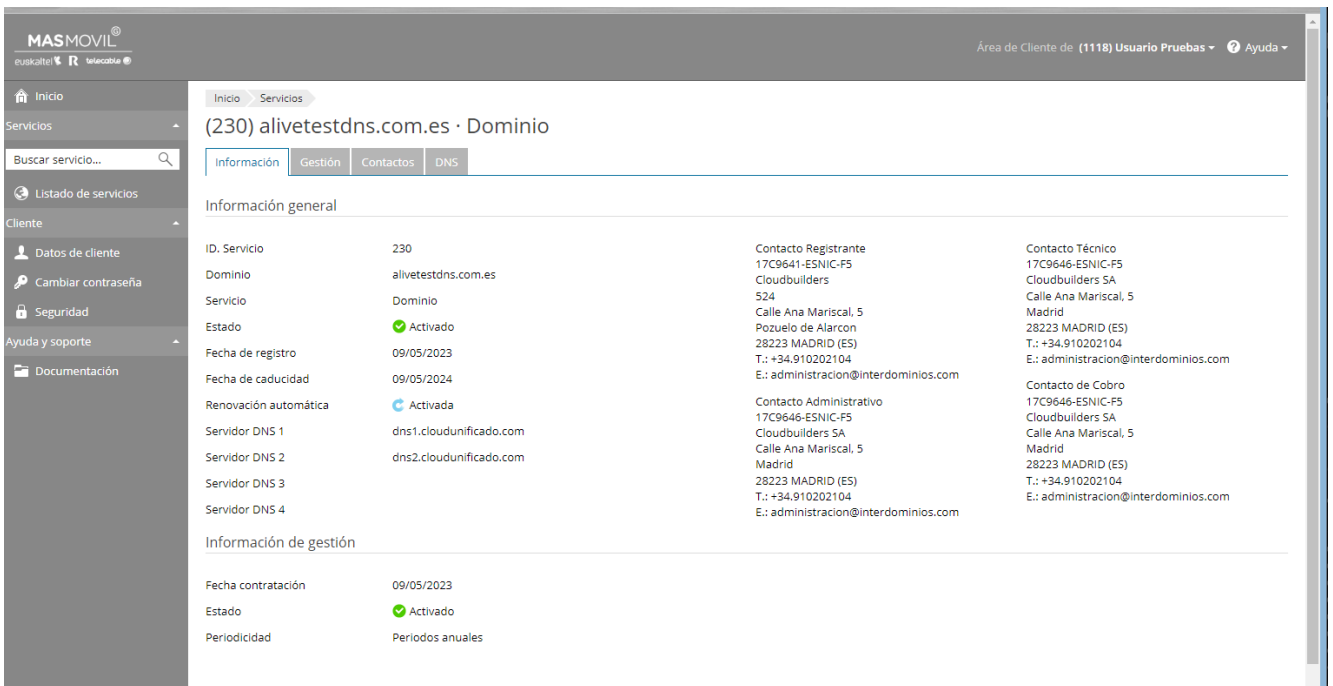 MASMOVIL
euskaltel R telecable
Área de Cliente de (1118) Usuario Pruebas
Ayuda
Inicio
Servicios
Buscar servicio...
Listado de servicios
Cliente
Datos de cliente
Cambiar contraseña
Seguridad
Ayuda y soporte
Documentación
Inicio Servicios
(230) alivetestdns.com.es · Dominio
Información Gestión Contactos DNS
Información general
ID. Servicio 230
Dominio alivetestdns.com.es
Servicio Dominio
Estado Activado
Fecha de registro 09/05/2023
Fecha de caducidad 09/05/2024
Renovación automática Activada
Servidor DNS 1 dns1.cloudunificado.com
Servidor DNS 2 dns2.cloudunificado.com
Servidor DNS 3
Servidor DNS 4
Contacto Registrante
17C9641-ESNIC-F5
Cloudbuilders
524
Calle Ana Mariscal, 5
Pozuelo de Alarcon
28223 MADRID (ES)
T.: +34.910202104
E.: administracion@interdominios.com
Contacto Administrativo
17C9646-ESNIC-F5
Cloudbuilders SA
Calle Ana Mariscal, 5
Madrid
28223 MADRID (ES)
T.: +34.910202104
E.: administracion@interdominios.com
Contacto Técnico
17C9646-ESNIC-F5
Cloudbuilders SA
Calle Ana Mariscal, 5
Madrid
28223 MADRID (ES)
T.: +34.910202104
E.: administracion@interdominios.com
Contacto de Cobro
17C9646-ESNIC-F5
Cloudbuilders SA
Calle Ana Mariscal, 5
Madrid
28223 MADRID (ES)
T.: +34.910202104
E.: administracion@interdominios.com
Información de gestión
Fecha contratación 09/05/2023
Estado Activado
Periodicidad Periodos anuales